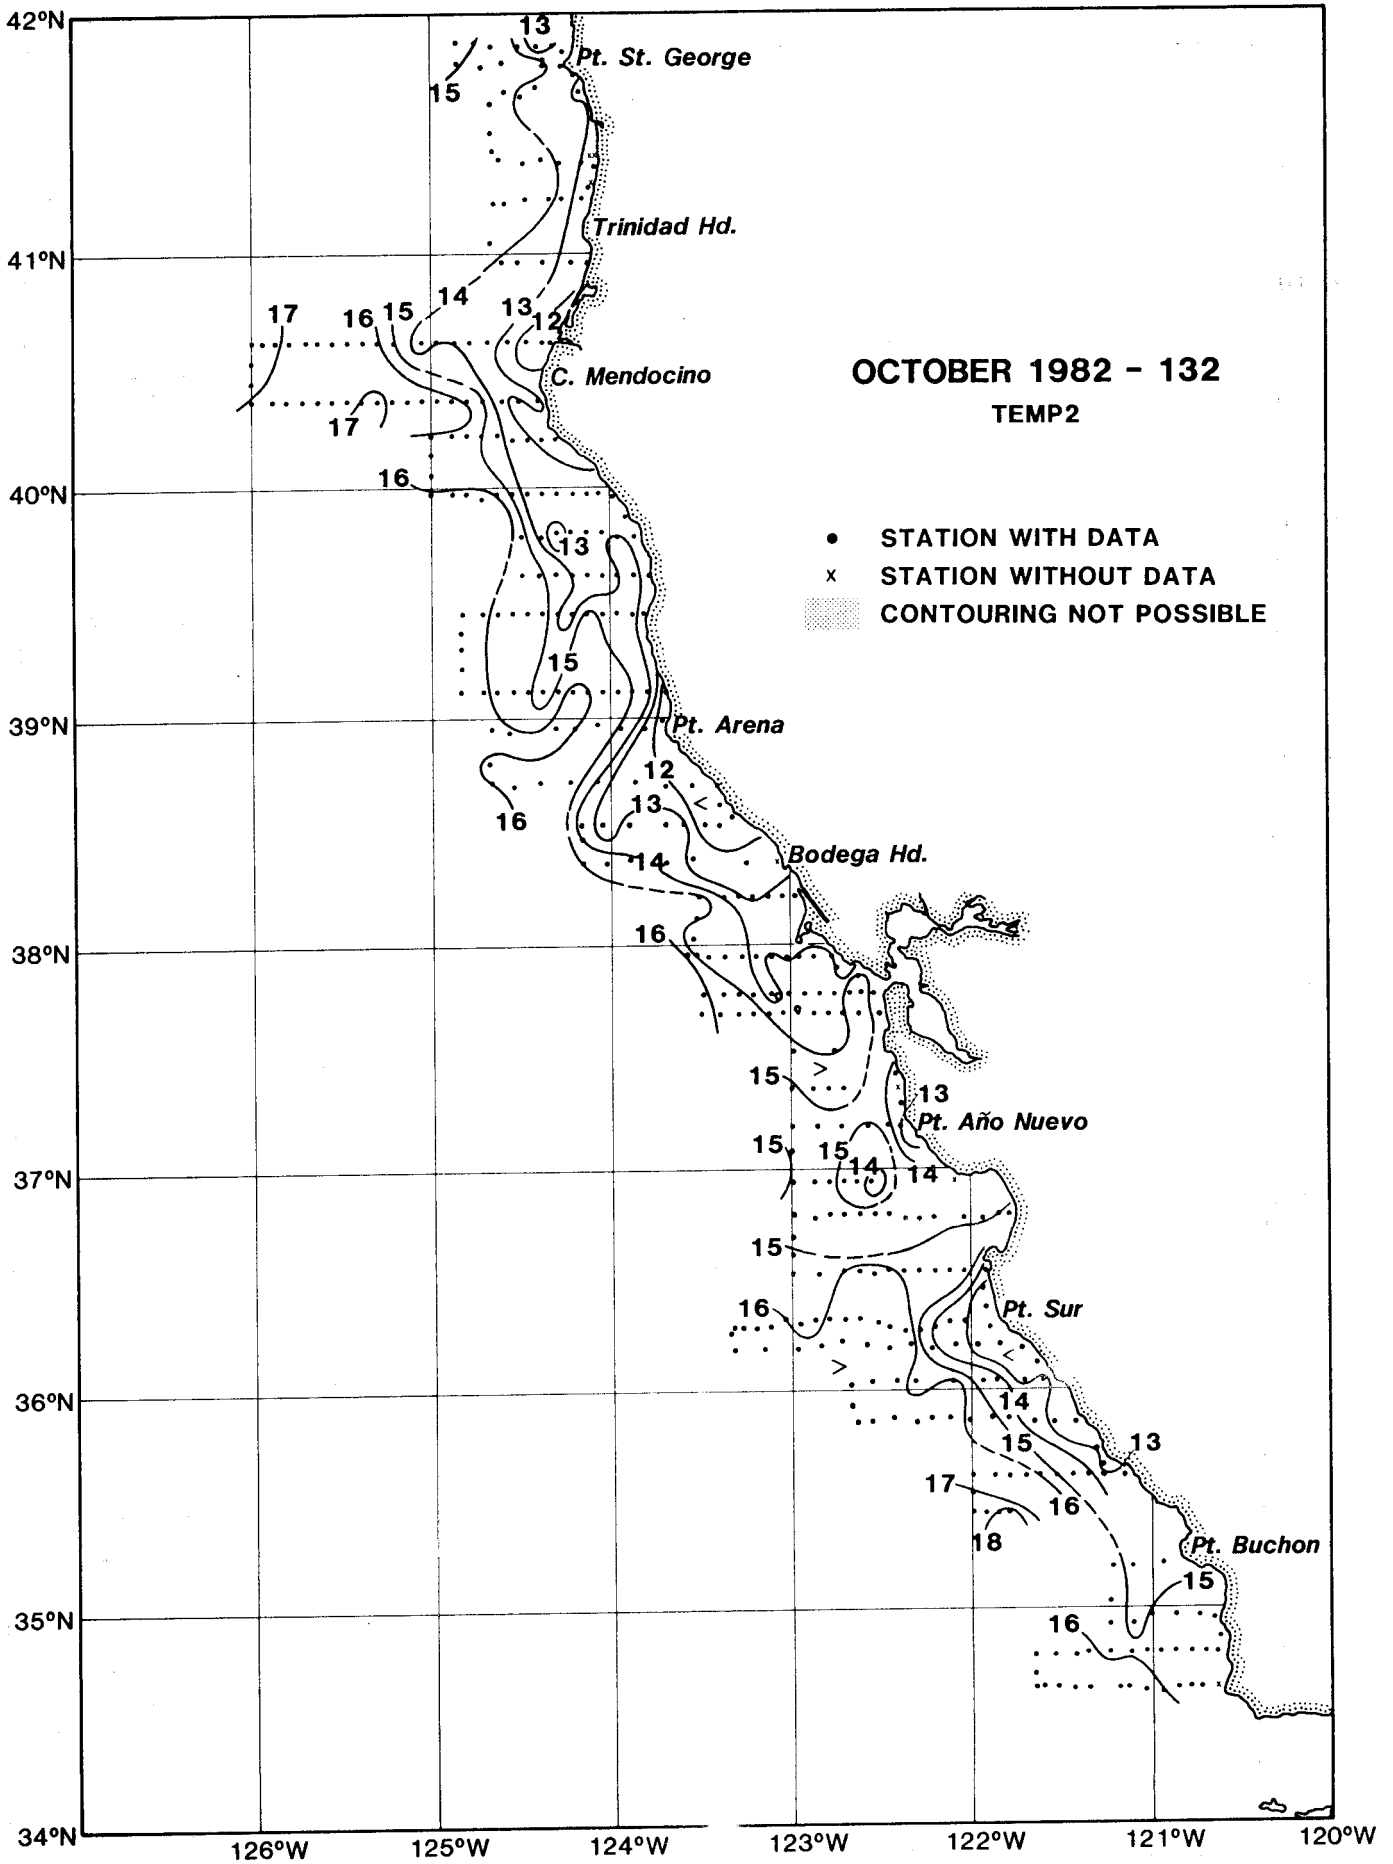 42°N
13
Pt. St. George
15
Trinidad Hd.
41°N
14
17
16
15
13
12
C. Mendocino
OCTOBER 1982 - 132
TEMP2
17
16
40°N
13
• STATION WITH DATA
x STATION WITHOUT DATA
CONTOURING NOT POSSIBLE
15
39°N
Pt. Arena
12
13
16
14
Bodega Hd.
16
38°N
15
13
Pt. Año Nuevo
15
15
14
14
37°N
15
16
Pt. Sur
36°N
14
15
13
17
16
18
Pt. Buchon
15
35°N
16
34°N
126°W
125°W
124°W
123°W
122°W
121°W
120°W